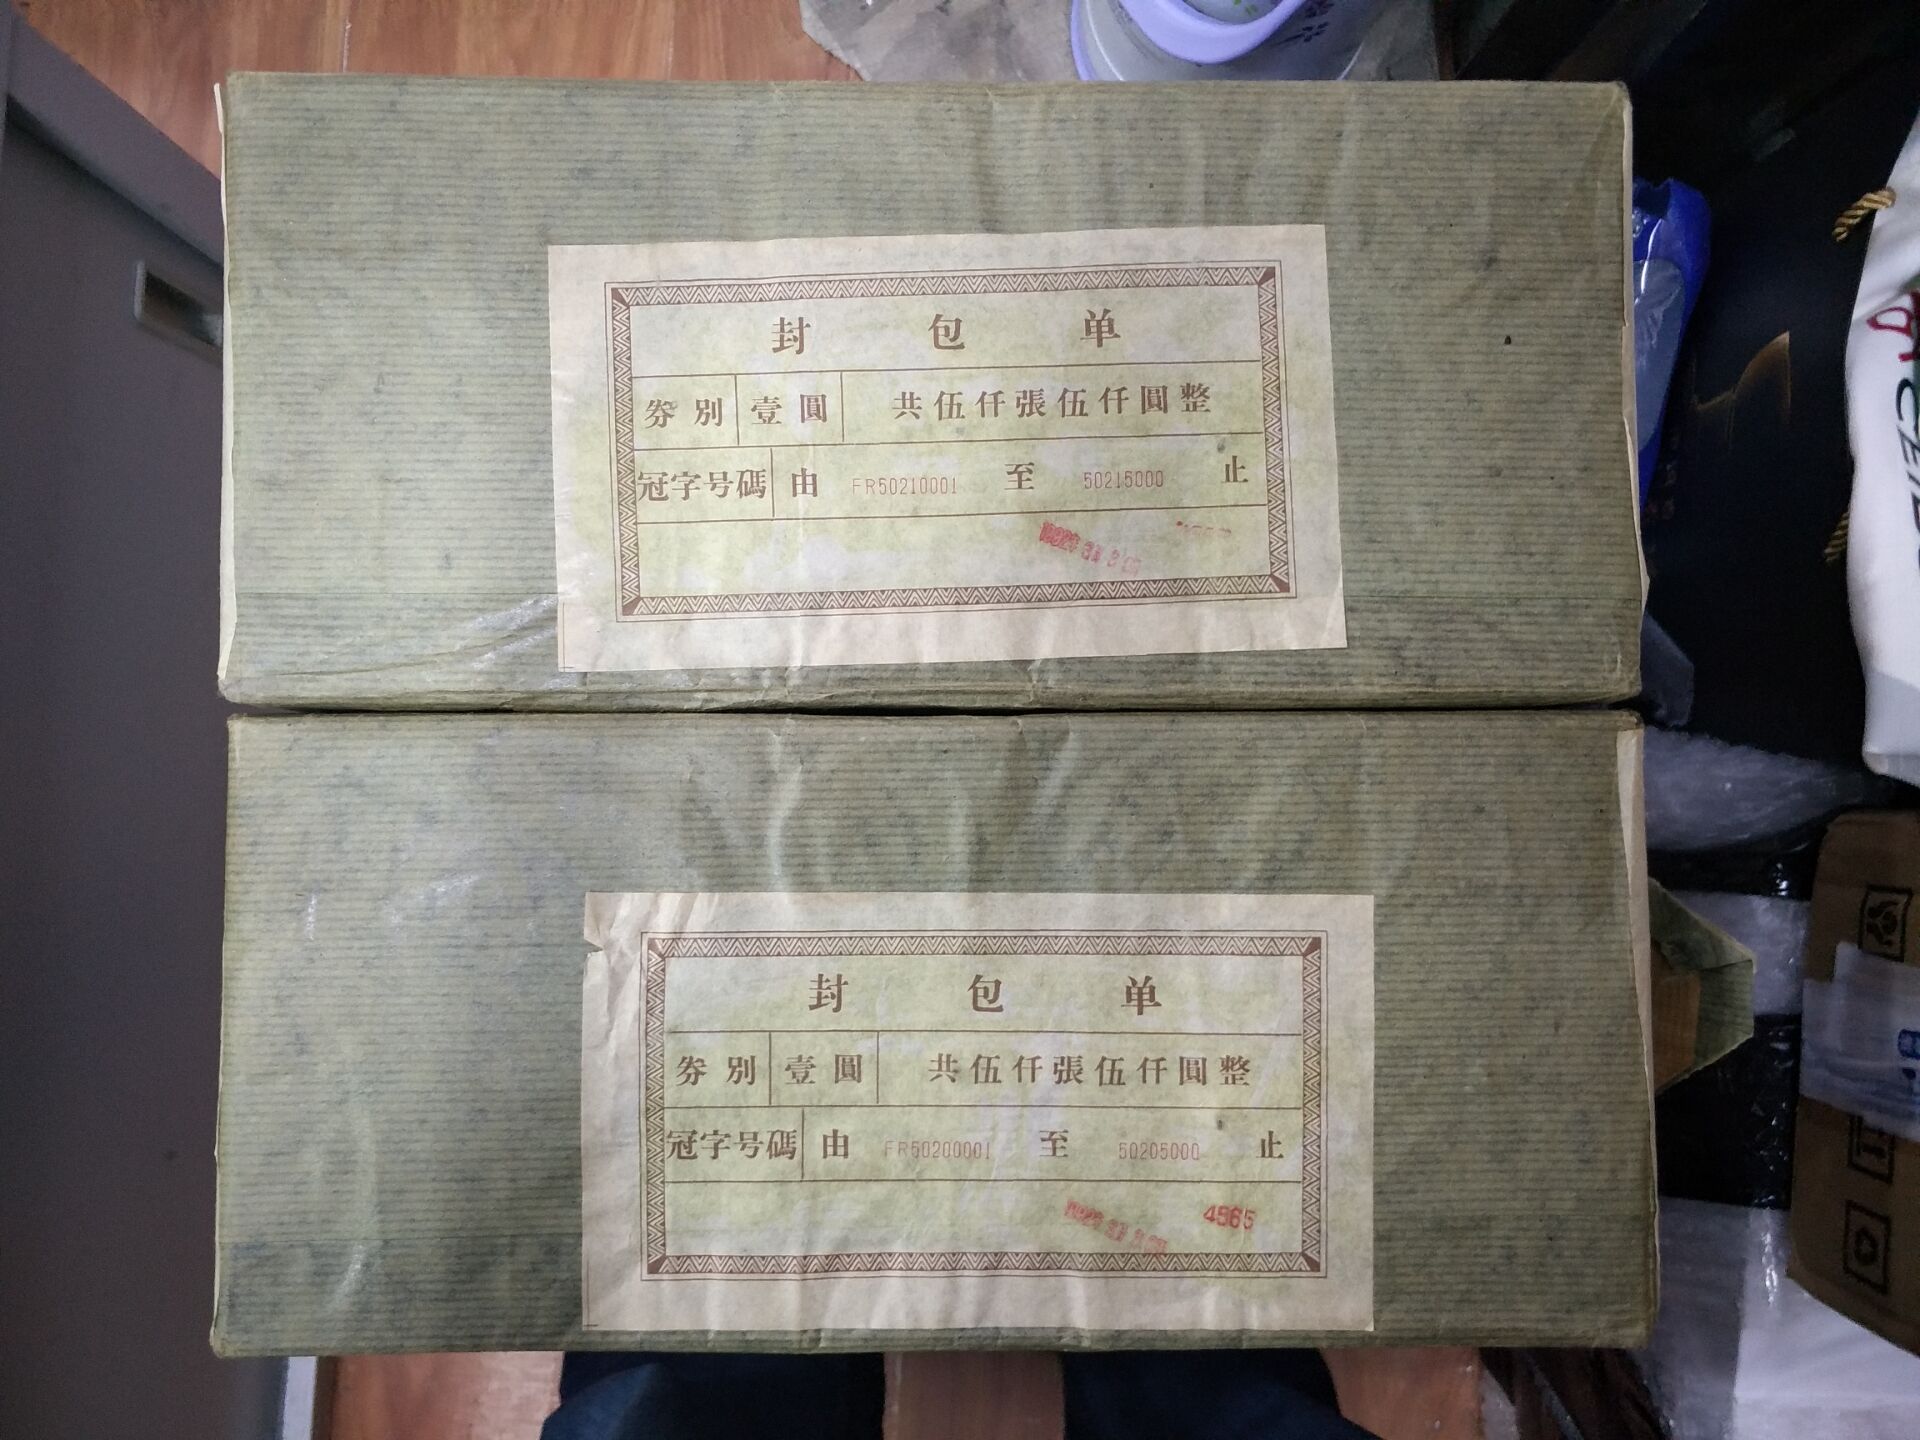 封包单
券别 壹圓 共伍仟張伍仟圓整
冠字号碼 由 FR50210001 至 50215000 止
封包单
券别 壹圓 共伍仟張伍仟圓整
冠字号碼 由 FR50200001 至 50205000 止
4565